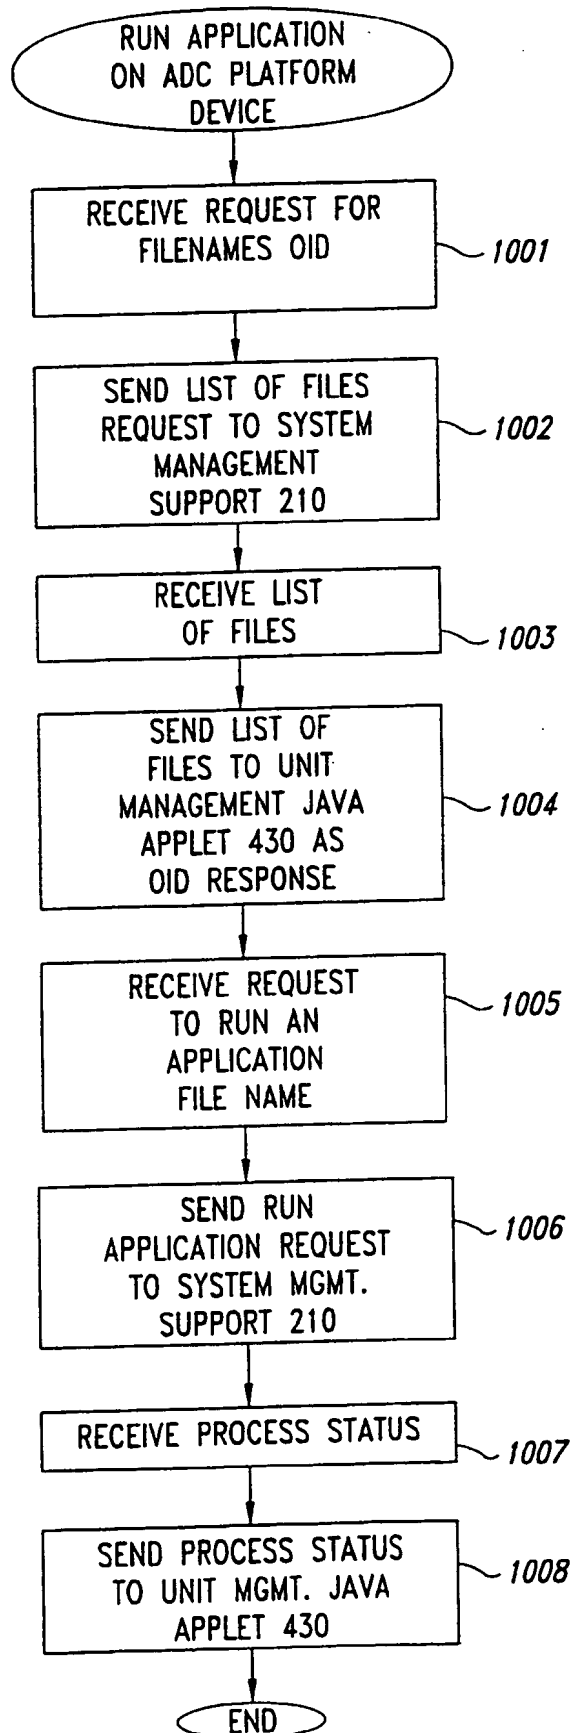 RUN APPLICATION
ON ADC PLATFORM
DEVICE
RECEIVE REQUEST FOR
FILENAMES OID
1001
SEND LIST OF FILES
REQUEST TO SYSTEM
MANAGEMENT
SUPPORT 210
1002
RECEIVE LIST
OF FILES
1003
SEND LIST OF
FILES TO UNIT
MANAGEMENT JAVA
APPLET 430 AS
OID RESPONSE
1004
RECEIVE REQUEST
TO RUN AN
APPLICATION
FILE NAME
1005
SEND RUN
APPLICATION REQUEST
TO SYSTEM MGMT.
SUPPORT 210
1006
RECEIVE PROCESS STATUS
1007
SEND PROCESS STATUS
TO UNIT MGMT. JAVA
APPLET 430
1008
END